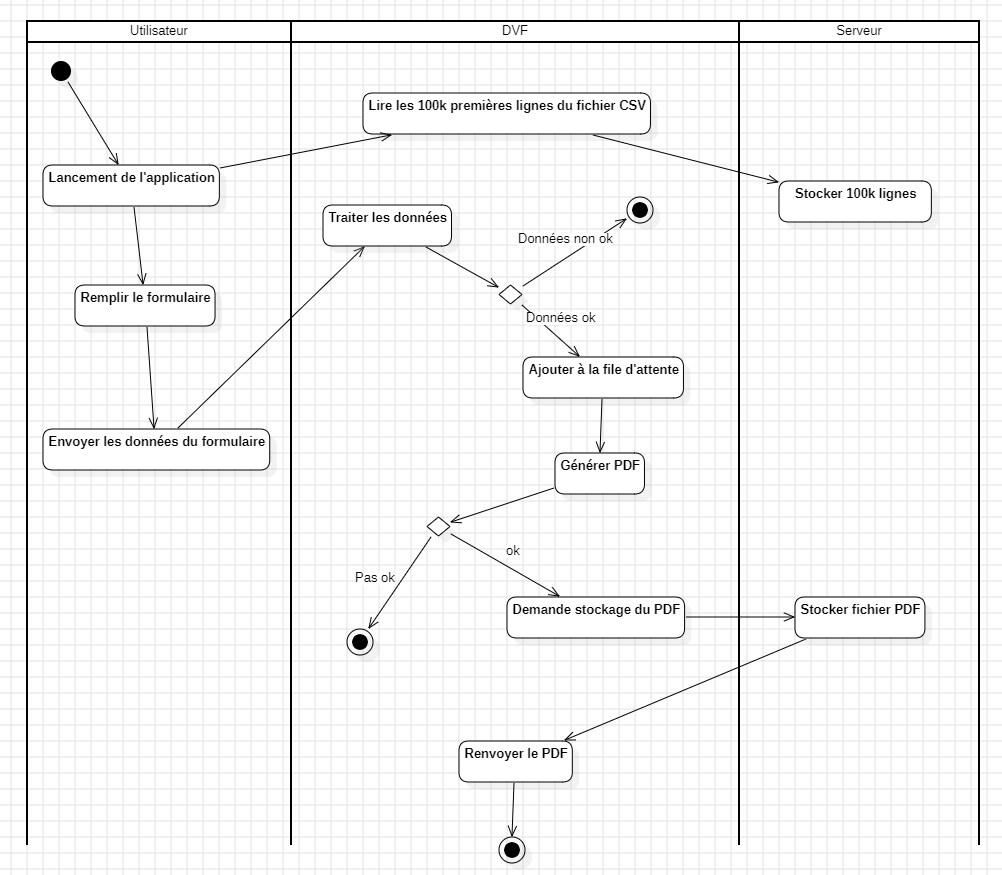 Utilisateur
DVF
Serveur
Lire les 100k premières lignes du fichier CSV
Lancement de l'application
Stocker 100k lignes
Traiter les données
Données non ok
Remplir le formulaire
Données ok
Ajouter à la file d'attente
Envoyer les données du formulaire
Générer PDF
ok
Pas ok
Demande stockage du PDF
Stocker fichier PDF
Renvoyer le PDF